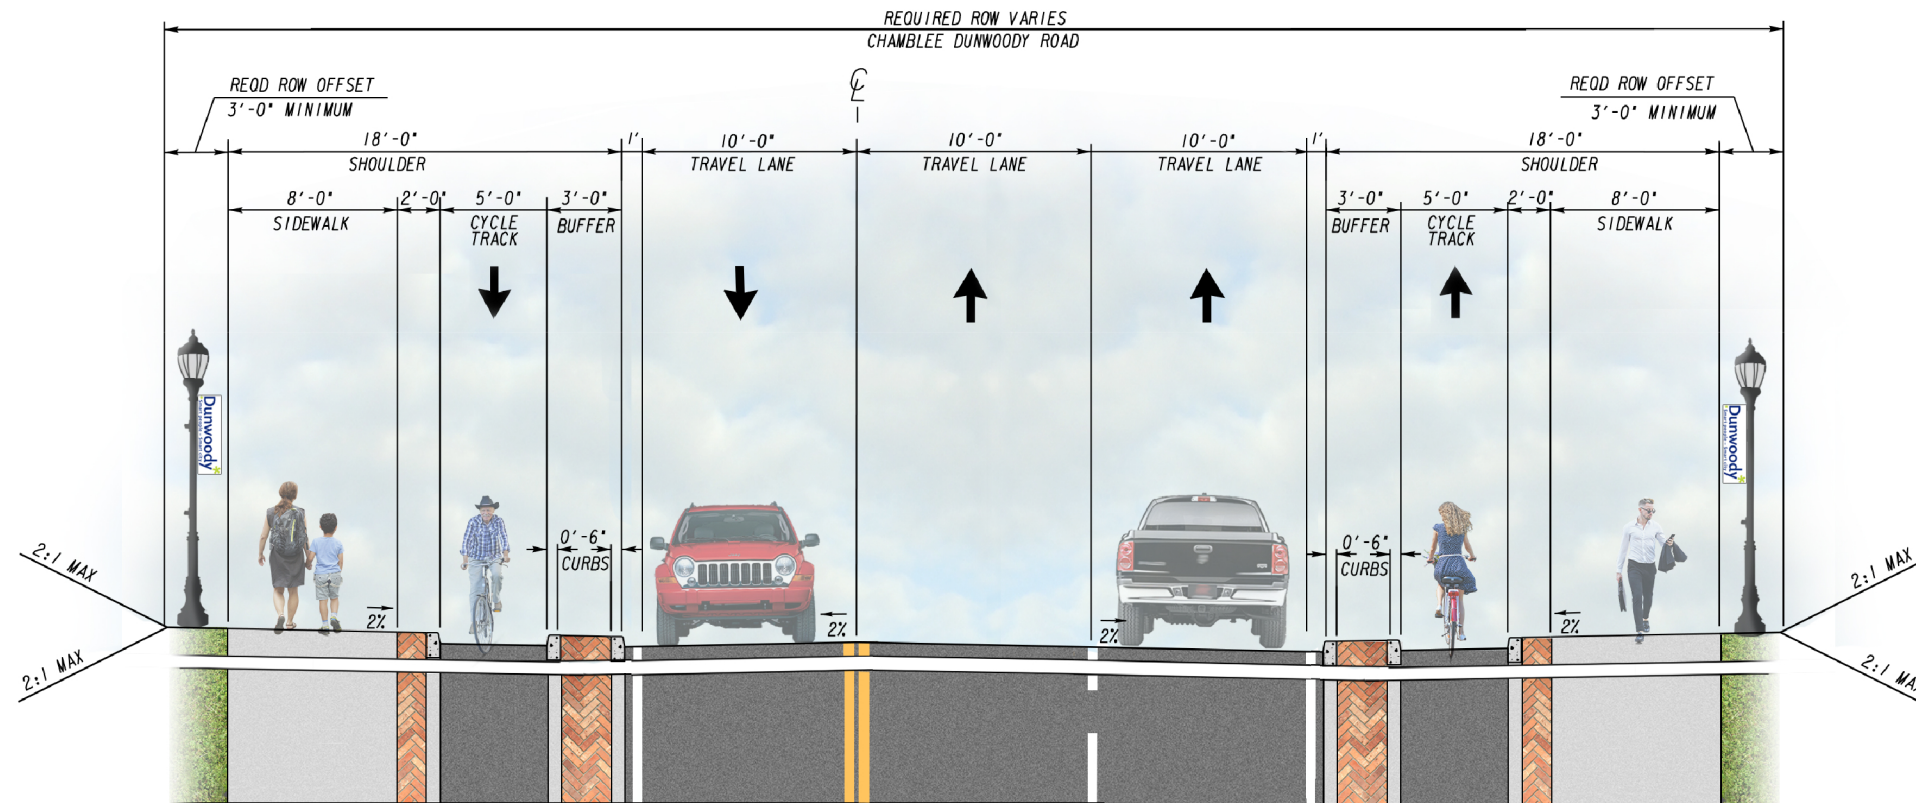 REQUIRED ROW VARIES
CHAMBLEE DUNWOODY ROAD
REQD ROW OFFSET
3'-0" MINIMUM
CL
REQD ROW OFFSET
3'-0" MINIMUM
18'-0"
SHOULDER
1'
10'-0"
TRAVEL LANE
10'-0"
TRAVEL LANE
10'-0"
TRAVEL LANE
1'
18'-0"
SHOULDER
8'-0"
SIDEWALK
2'-0
5'-0"
CYCLE
TRACK
3'-0"
BUFFER
3'-0"
BUFFER
5'-0"
CYCLE
TRACK
2'-0"
8'-0"
SIDEWALK
Dunwoody
Dunwoody
0'-6"
CURBS
0'-6"
CURBS
2:1 MAX
2:1 MAX
2%
2%
2%
2%
2:1 MAX
2:1 MAX